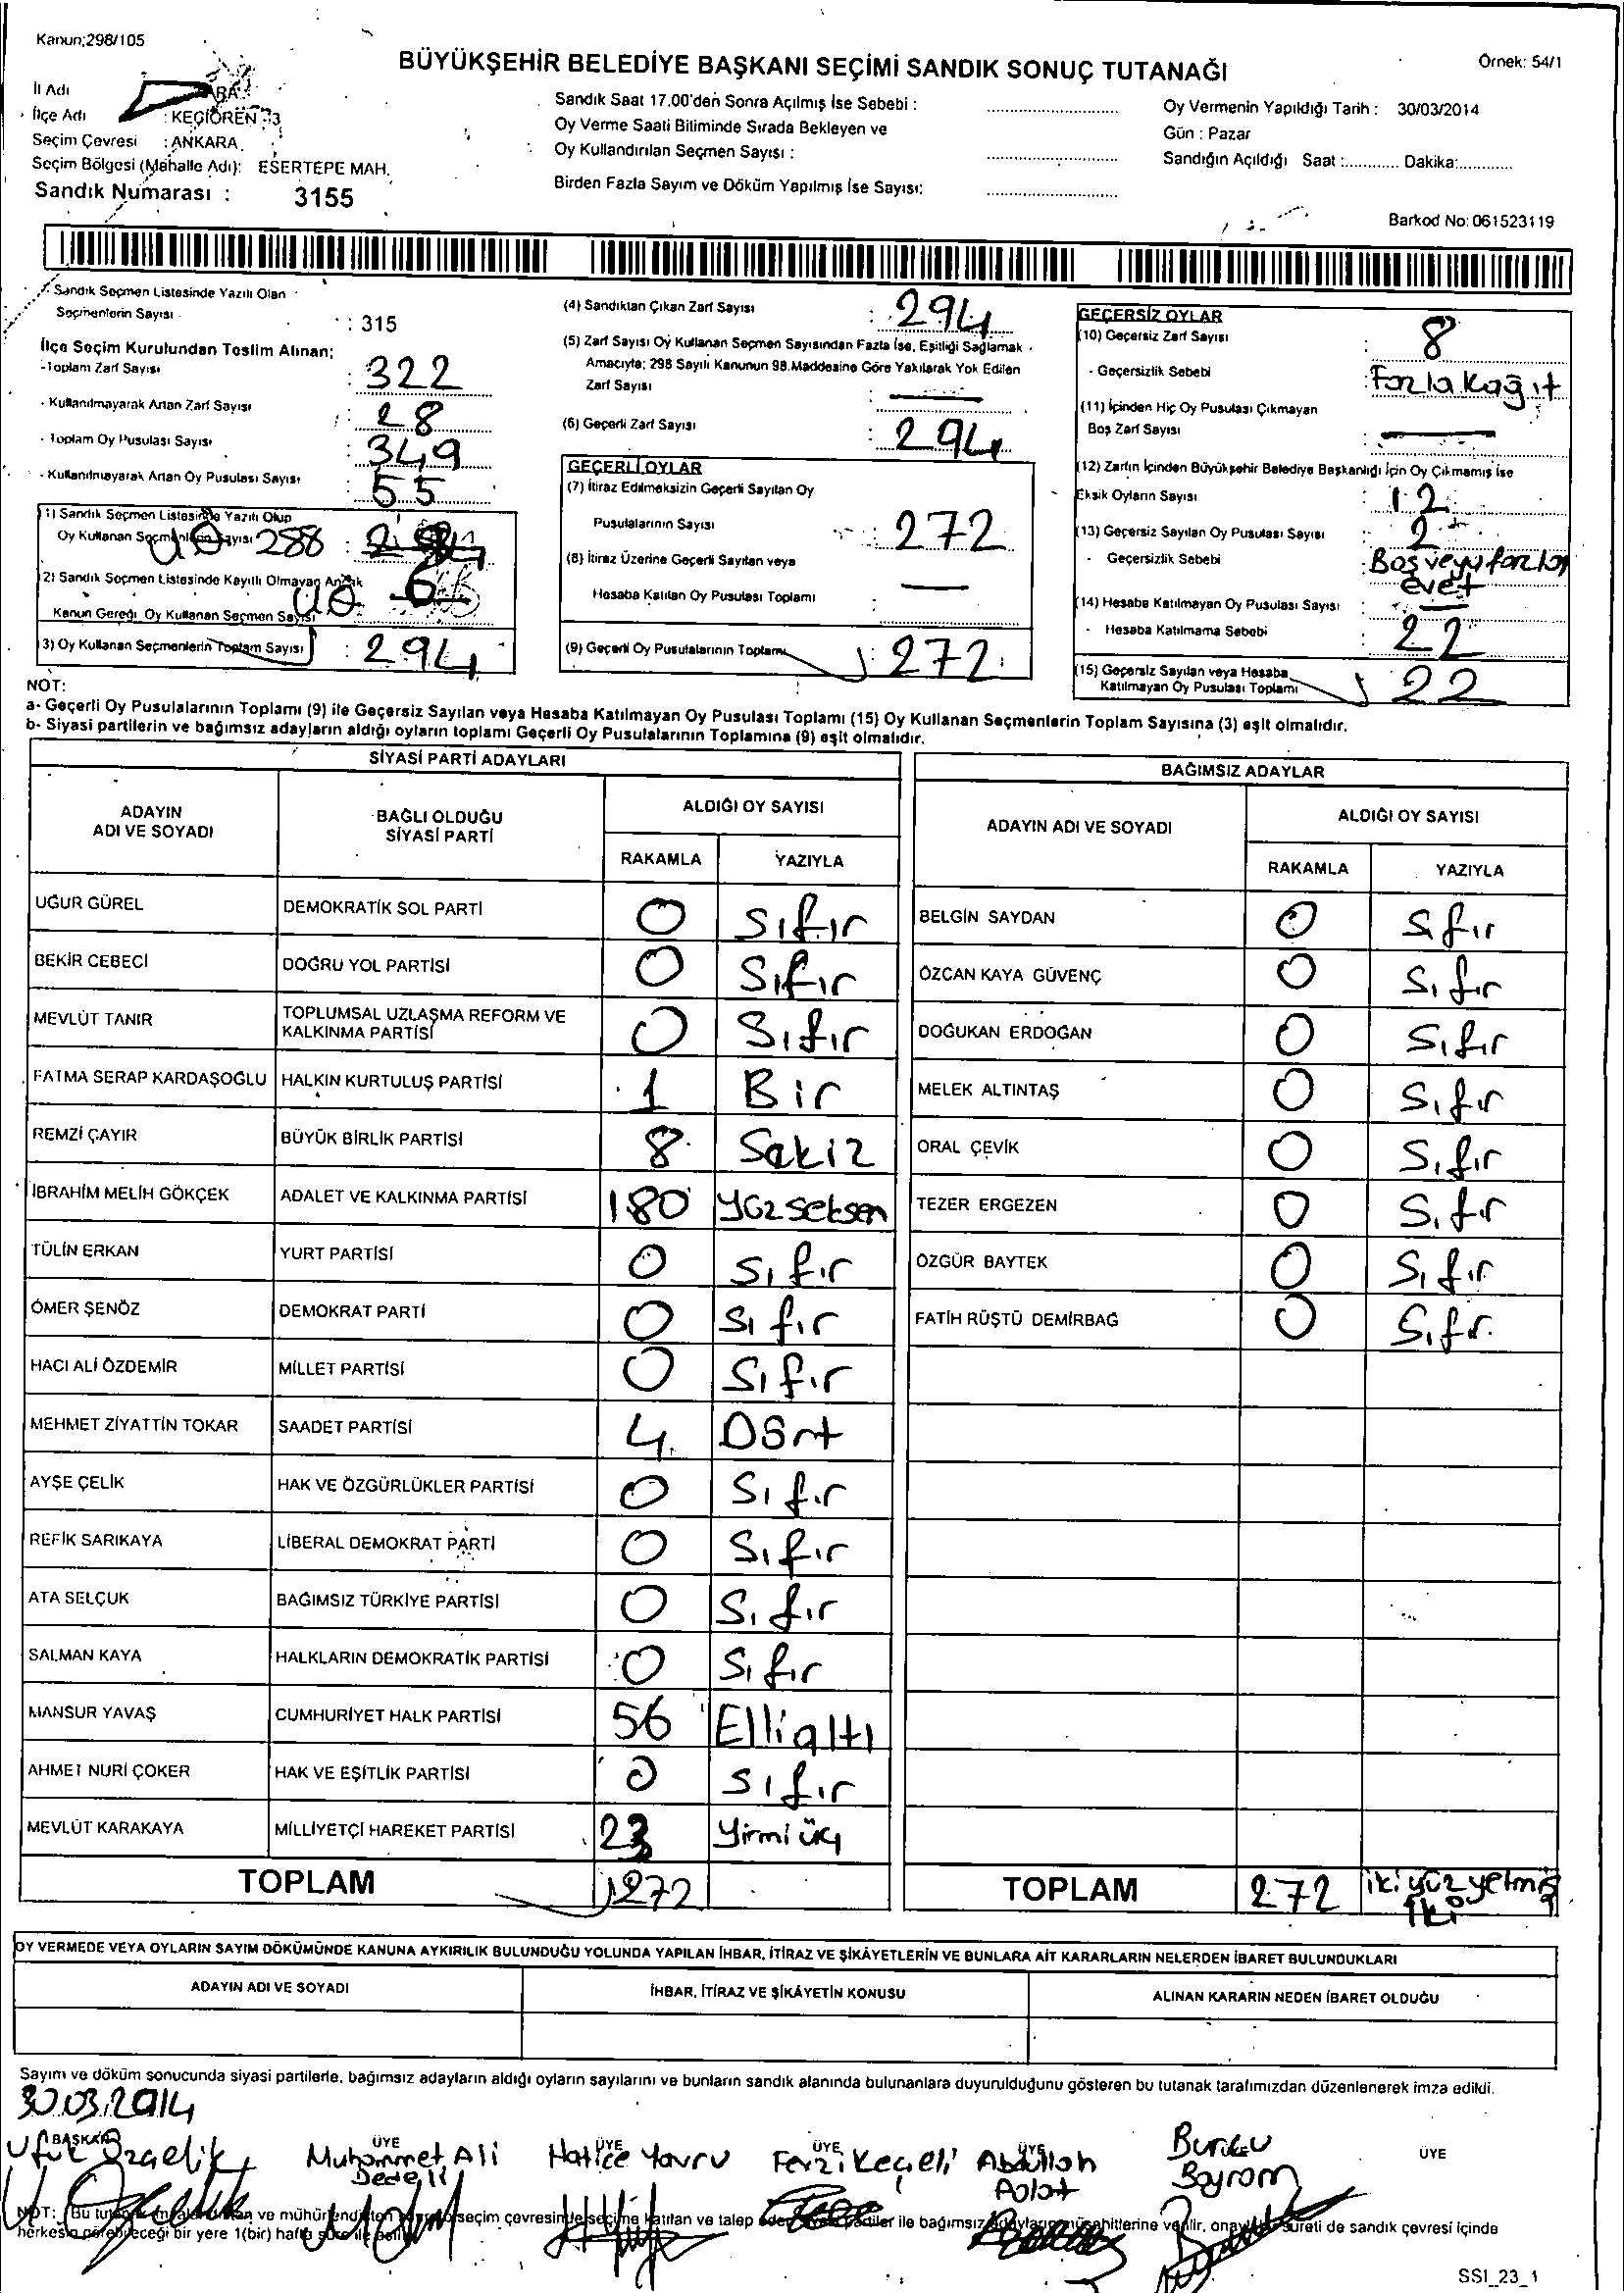 Kanun;298/105
BÜYÜKŞEHİR BELEDİYE BAŞKANI SEÇİMİ SANDIK SONUÇ TUTANAĞI
Örnek: 54/1
İl Adı
İlçe Adı : KEÇİÖREN -3
Seçim Çevresi : ANKARA
Seçim Bölgesi (Mahalle Adı): ESERTEPE MAH.
Sandık Numarası : 3155
Sandık Saat 17.00'den Sonra Açılmış İse Sebebi :
Oy Verme Saati Bitiminde Sırada Bekleyen ve
Oy Kullandırılan Seçmen Sayısı :
Birden Fazla Sayım ve Döküm Yapılmış İse Sayısı:
Oy Vermenin Yapıldığı Tarih : 30/03/2014
Gün : Pazar
Sandığın Açıldığı Saat :............ Dakika:............
Barkod No: 061523119
Sandık Seçmen Listesinde Yazılı Olan
Seçmenlerin Sayısı : 315
İlçe Seçim Kurulundan Teslim Alınan;
-Toplam Zarf Sayısı : 322
- Kullanılmayarak Artan Zarf Sayısı : 28
- Toplam Oy Pusulası Sayısı : 349
- Kullanılmayarak Artan Oy Pusulası Sayısı : 55
(1) Sandık Seçmen Listesinde Yazılı Olup
Oy Kullanan Seçmenlerin Sayısı 288
(2) Sandık Seçmen Listesinde Kayıtlı Olmayan Ancak
Kanun Gereği Oy Kullanan Seçmen Sayısı 6
(3) Oy Kullanan Seçmenlerin Toplam Sayısı : 294
(4) Sandıktan Çıkan Zarf Sayısı : 294
(5) Zarf Sayısı Oy Kullanan Seçmen Sayısından Fazla İse, Eşitliği Sağlamak
Amacıyla; 298 Sayılı Kanunun 98.Maddesine Göre Yakılarak Yok Edilen
Zarf Sayısı : —
(6) Geçerli Zarf Sayısı : 294
GEÇERLİ OYLAR
(7) İtiraz Edilmeksizin Geçerli Sayılan Oy
Pusulalarının Sayısı : 272
(8) İtiraz Üzerine Geçerli Sayılan veya
Hesaba Katılan Oy Pusulası Toplamı : —
(9) Geçerli Oy Pusulalarının Toplamı : 272
GEÇERSİZ OYLAR
(10) Geçersiz Zarf Sayısı : 8
- Geçersizlik Sebebi : Fazla Kağıt
(11) İçinden Hiç Oy Pusulası Çıkmayan
Boş Zarf Sayısı : —
(12) Zarfın İçinden Büyükşehir Belediye Başkanlığı İçin Oy Çıkmamış İse
Eksik Oyların Sayısı : 12
(13) Geçersiz Sayılan Oy Pusulası Sayısı : 2
- Geçersizlik Sebebi : Boş veya fazla
evet
(14) Hesaba Katılmayan Oy Pusulası Sayısı : —
- Hesaba Katılmama Sebebi : 22
(15) Geçersiz Sayılan veya Hesaba
Katılmayan Oy Pusulası Toplamı : 22
NOT:
a- Geçerli Oy Pusulalarının Toplamı (9) ile Geçersiz Sayılan veya Hesaba Katılmayan Oy Pusulası Toplamı (15) Oy Kullanan Seçmenlerin Toplam Sayısına (3) eşit olmalıdır.
b- Siyasi partilerin ve bağımsız adayların aldığı oyların toplamı Geçerli Oy Pusulalarının Toplamına (9) eşit olmalıdır.
SİYASİ PARTİ ADAYLARI
ADAYIN ADI VE SOYADI BAĞLI OLDUĞU SİYASİ PARTİ ALDIĞI OY SAYISI
RAKAMLA YAZIYLA
UĞUR GÜREL DEMOKRATİK SOL PARTİ 0 Sıfır
BEKİR CEBECİ DOĞRU YOL PARTİSİ 0 Sıfır
MEVLÜT TANIR TOPLUMSAL UZLAŞMA REFORM VE KALKINMA PARTİSİ 0 Sıfır
FATMA SERAP KARDAŞOĞLU HALKIN KURTULUŞ PARTİSİ 1 Bir
REMZİ ÇAYIR BÜYÜK BİRLİK PARTİSİ 8 Sekiz
İBRAHİM MELİH GÖKÇEK ADALET VE KALKINMA PARTİSİ 180 Yüzseksen
TÜLİN ERKAN YURT PARTİSİ 0 Sıfır
ÖMER ŞENÖZ DEMOKRAT PARTİ 0 Sıfır
HACI ALİ ÖZDEMİR MİLLET PARTİSİ 0 Sıfır
MEHMET ZİYATTİN TOKAR SAADET PARTİSİ 4 Dört
AYŞE ÇELİK HAK VE ÖZGÜRLÜKLER PARTİSİ 0 Sıfır
REFİK SARIKAYA LİBERAL DEMOKRAT PARTİ 0 Sıfır
ATA SELÇUK BAĞIMSIZ TÜRKİYE PARTİSİ 0 Sıfır
SALMAN KAYA HALKLARIN DEMOKRATİK PARTİSİ 0 Sıfır
MANSUR YAVAŞ CUMHURİYET HALK PARTİSİ 56 Ellialtı
AHMET NURİ ÇOKER HAK VE EŞİTLİK PARTİSİ 0 Sıfır
MEVLÜT KARAKAYA MİLLİYETÇİ HAREKET PARTİSİ 23 Yirmi üç
TOPLAM 272
BAĞIMSIZ ADAYLAR
ADAYIN ADI VE SOYADI ALDIĞI OY SAYISI
RAKAMLA YAZIYLA
BELGİN SAYDAN 0 Sıfır
ÖZCAN KAYA GÜVENÇ 0 Sıfır
DOĞUKAN ERDOĞAN 0 Sıfır
MELEK ALTINTAŞ 0 Sıfır
ORAL ÇEVİK 0 Sıfır
TEZER ERGEZEN 0 Sıfır
ÖZGÜR BAYTEK 0 Sıfır
FATİH RÜŞTÜ DEMİRBAĞ 0 Sıfır
TOPLAM 272 ikiyüzyetmiş iki
OY VERMEDE VEYA OYLARIN SAYIM DÖKÜMÜNDE KANUNA AYKIRILIK BULUNDUĞU YOLUNDA YAPILAN İHBAR, İTİRAZ VE ŞİKÂYETLERİN VE BUNLARA AİT KARARLARIN NELERDEN İBARET BULUNDUKLARI
ADAYIN ADI VE SOYADI İHBAR, İTİRAZ VE ŞİKÂYETİN KONUSU ALINAN KARARIN NEDEN İBARET OLDUĞU
Sayım ve döküm sonucunda siyasi partilerle, bağımsız adayların aldığı oyların sayılarını ve bunların sandık alanında bulunanlara duyurulduğunu gösteren bu tutanak tarafımızdan düzenlenerek imza edildi.
30.03.2014
BAŞKAN ÜYE ÜYE ÜYE ÜYE ÜYE
Ufuk Özçelik Muhammet Ali Dedeli Hatice Yavru Fevzi Keçeli Abdullah Polat Burcu Bayram
NOT: Bu ve mühürlendikten seçim çevresinde seçime katılan ve talep eden siyasi partiler ile bağımsız adayların müşahitlerine verilir, onaylı sureti de sandık çevresi içinde
herkesin görebileceği bir yere 1(bir) hafta süre ile
SSI_23_1